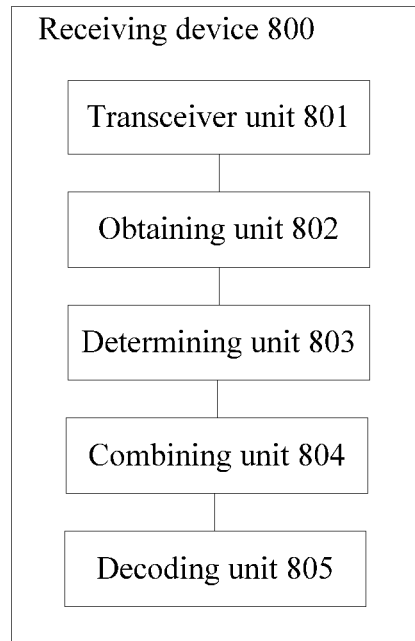 Receiving device 800
Transceiver unit 801
Obtaining unit 802
Determining unit 803
Combining unit 804
Decoding unit 805